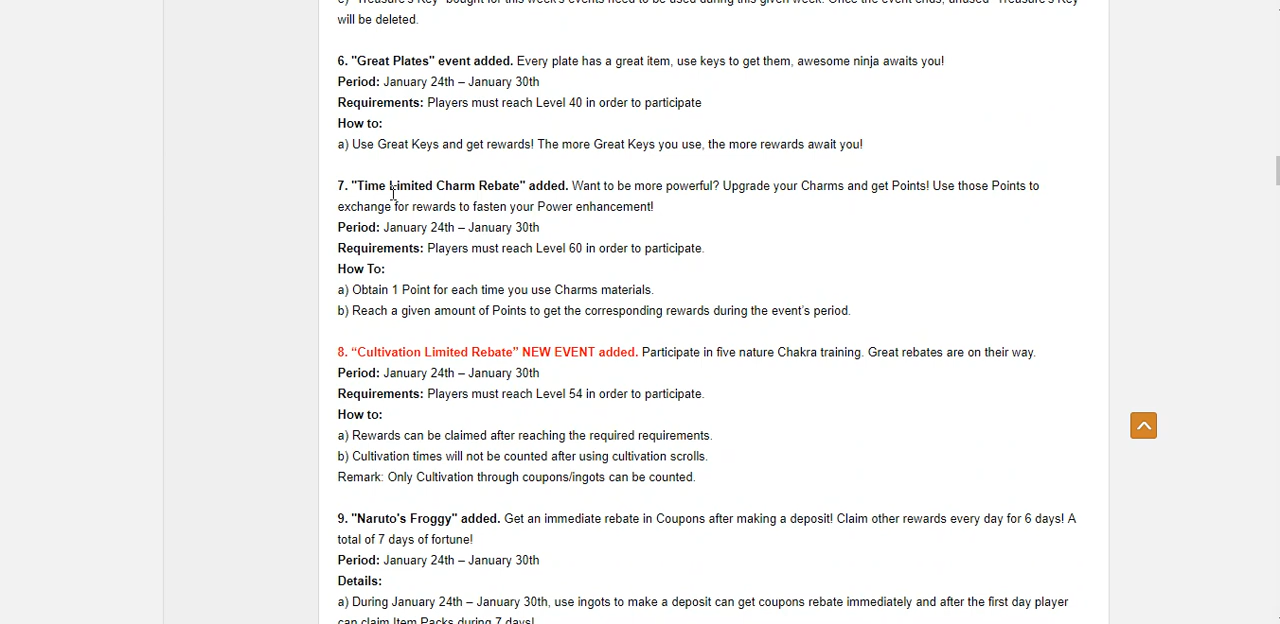 c) "Treasure's Key" bought for this week's events need to be used during this given week. Once the event ends, unused "Treasure's Key"
will be deleted.
6. "Great Plates" event added. Every plate has a great item, use keys to get them, awesome ninja awaits you!
Period: January 24th – January 30th
Requirements: Players must reach Level 40 in order to participate
How to:
a) Use Great Keys and get rewards! The more Great Keys you use, the more rewards await you!
7. "Time Limited Charm Rebate" added. Want to be more powerful? Upgrade your Charms and get Points! Use those Points to
exchange for rewards to fasten your Power enhancement!
Period: January 24th – January 30th
Requirements: Players must reach Level 60 in order to participate.
How To:
a) Obtain 1 Point for each time you use Charms materials.
b) Reach a given amount of Points to get the corresponding rewards during the event's period.
8. “Cultivation Limited Rebate” NEW EVENT added. Participate in five nature Chakra training. Great rebates are on their way.
Period: January 24th – January 30th
Requirements: Players must reach Level 54 in order to participate.
How to:
a) Rewards can be claimed after reaching the required requirements.
b) Cultivation times will not be counted after using cultivation scrolls.
Remark: Only Cultivation through coupons/ingots can be counted.
9. "Naruto's Froggy" added. Get an immediate rebate in Coupons after making a deposit! Claim other rewards every day for 6 days! A
total of 7 days of fortune!
Period: January 24th – January 30th
Details:
a) During January 24th – January 30th, use ingots to make a deposit can get coupons rebate immediately and after the first day player
can claim Item Packs during 7 days!